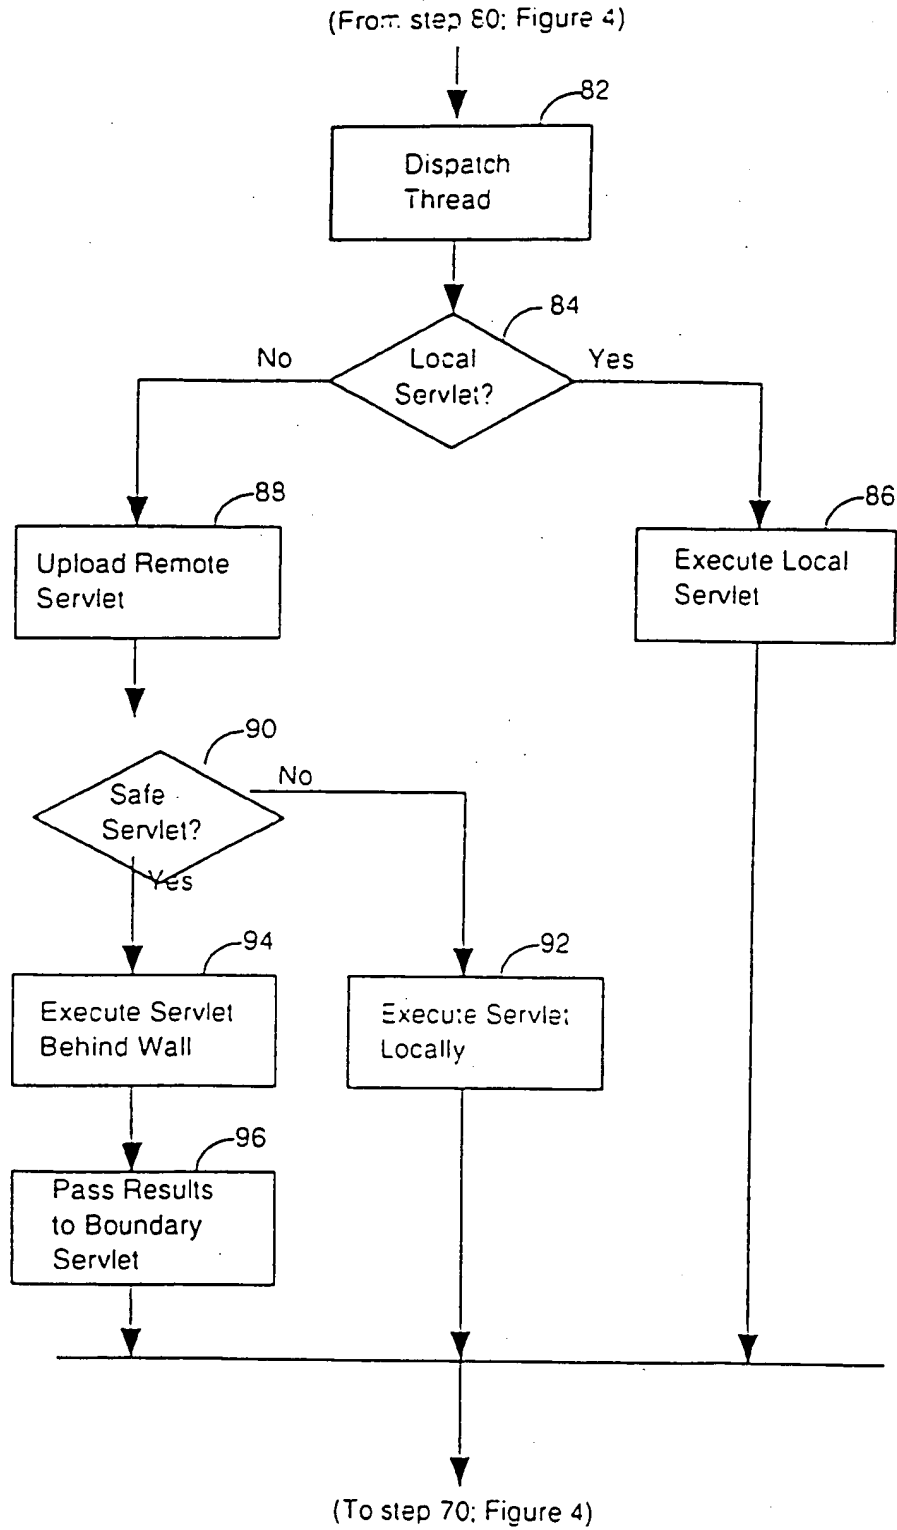 (From step 80; Figure 4)
82
Dispatch
Thread
84
No
Local
Servlet?
Yes
88
86
Upload Remote
Servlet
Execute Local
Servlet
90
No
Safe
Servlet?
Yes
94
92
Execute Servlet
Behind Wall
Execute Servlet
Locally
96
Pass Results
to Boundary
Servlet
(To step 70; Figure 4)